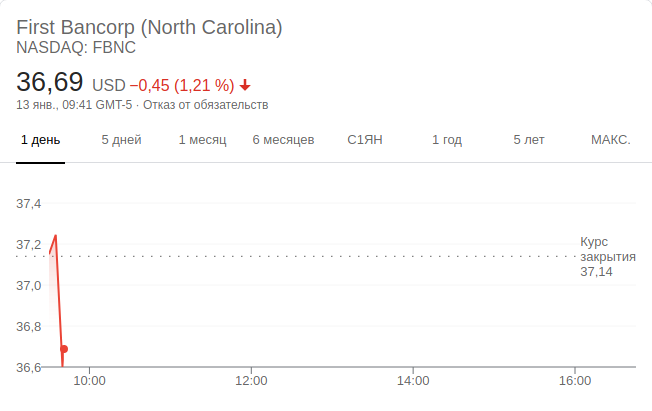 First Bancorp (North Carolina)
NASDAQ: FBNC
36,69 USD −0,45 (1,21 %)
13 янв., 09:41 GMT-5 · Отказ от обязательств
1 день 5 дней 1 месяц 6 месяцев С1ЯН 1 год 5 лет МАКС.
37,4
37,2
37,0
36,8
36,6
Курс
закрытия
37,14
10:00 12:00 14:00 16:00